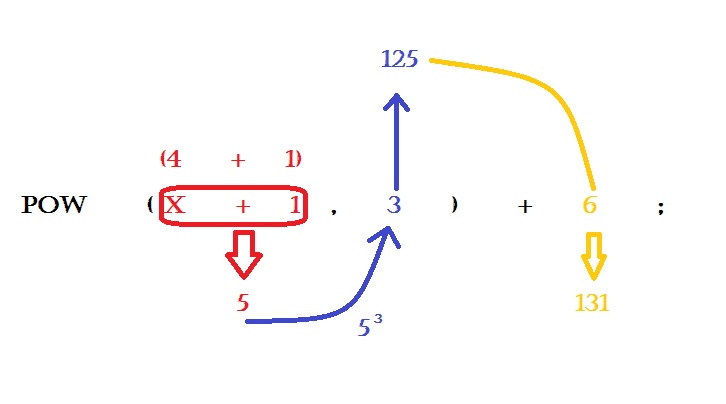 125
(4 + 1)
POW (X + 1 , 3 ) + 6 ;
5
131
5³